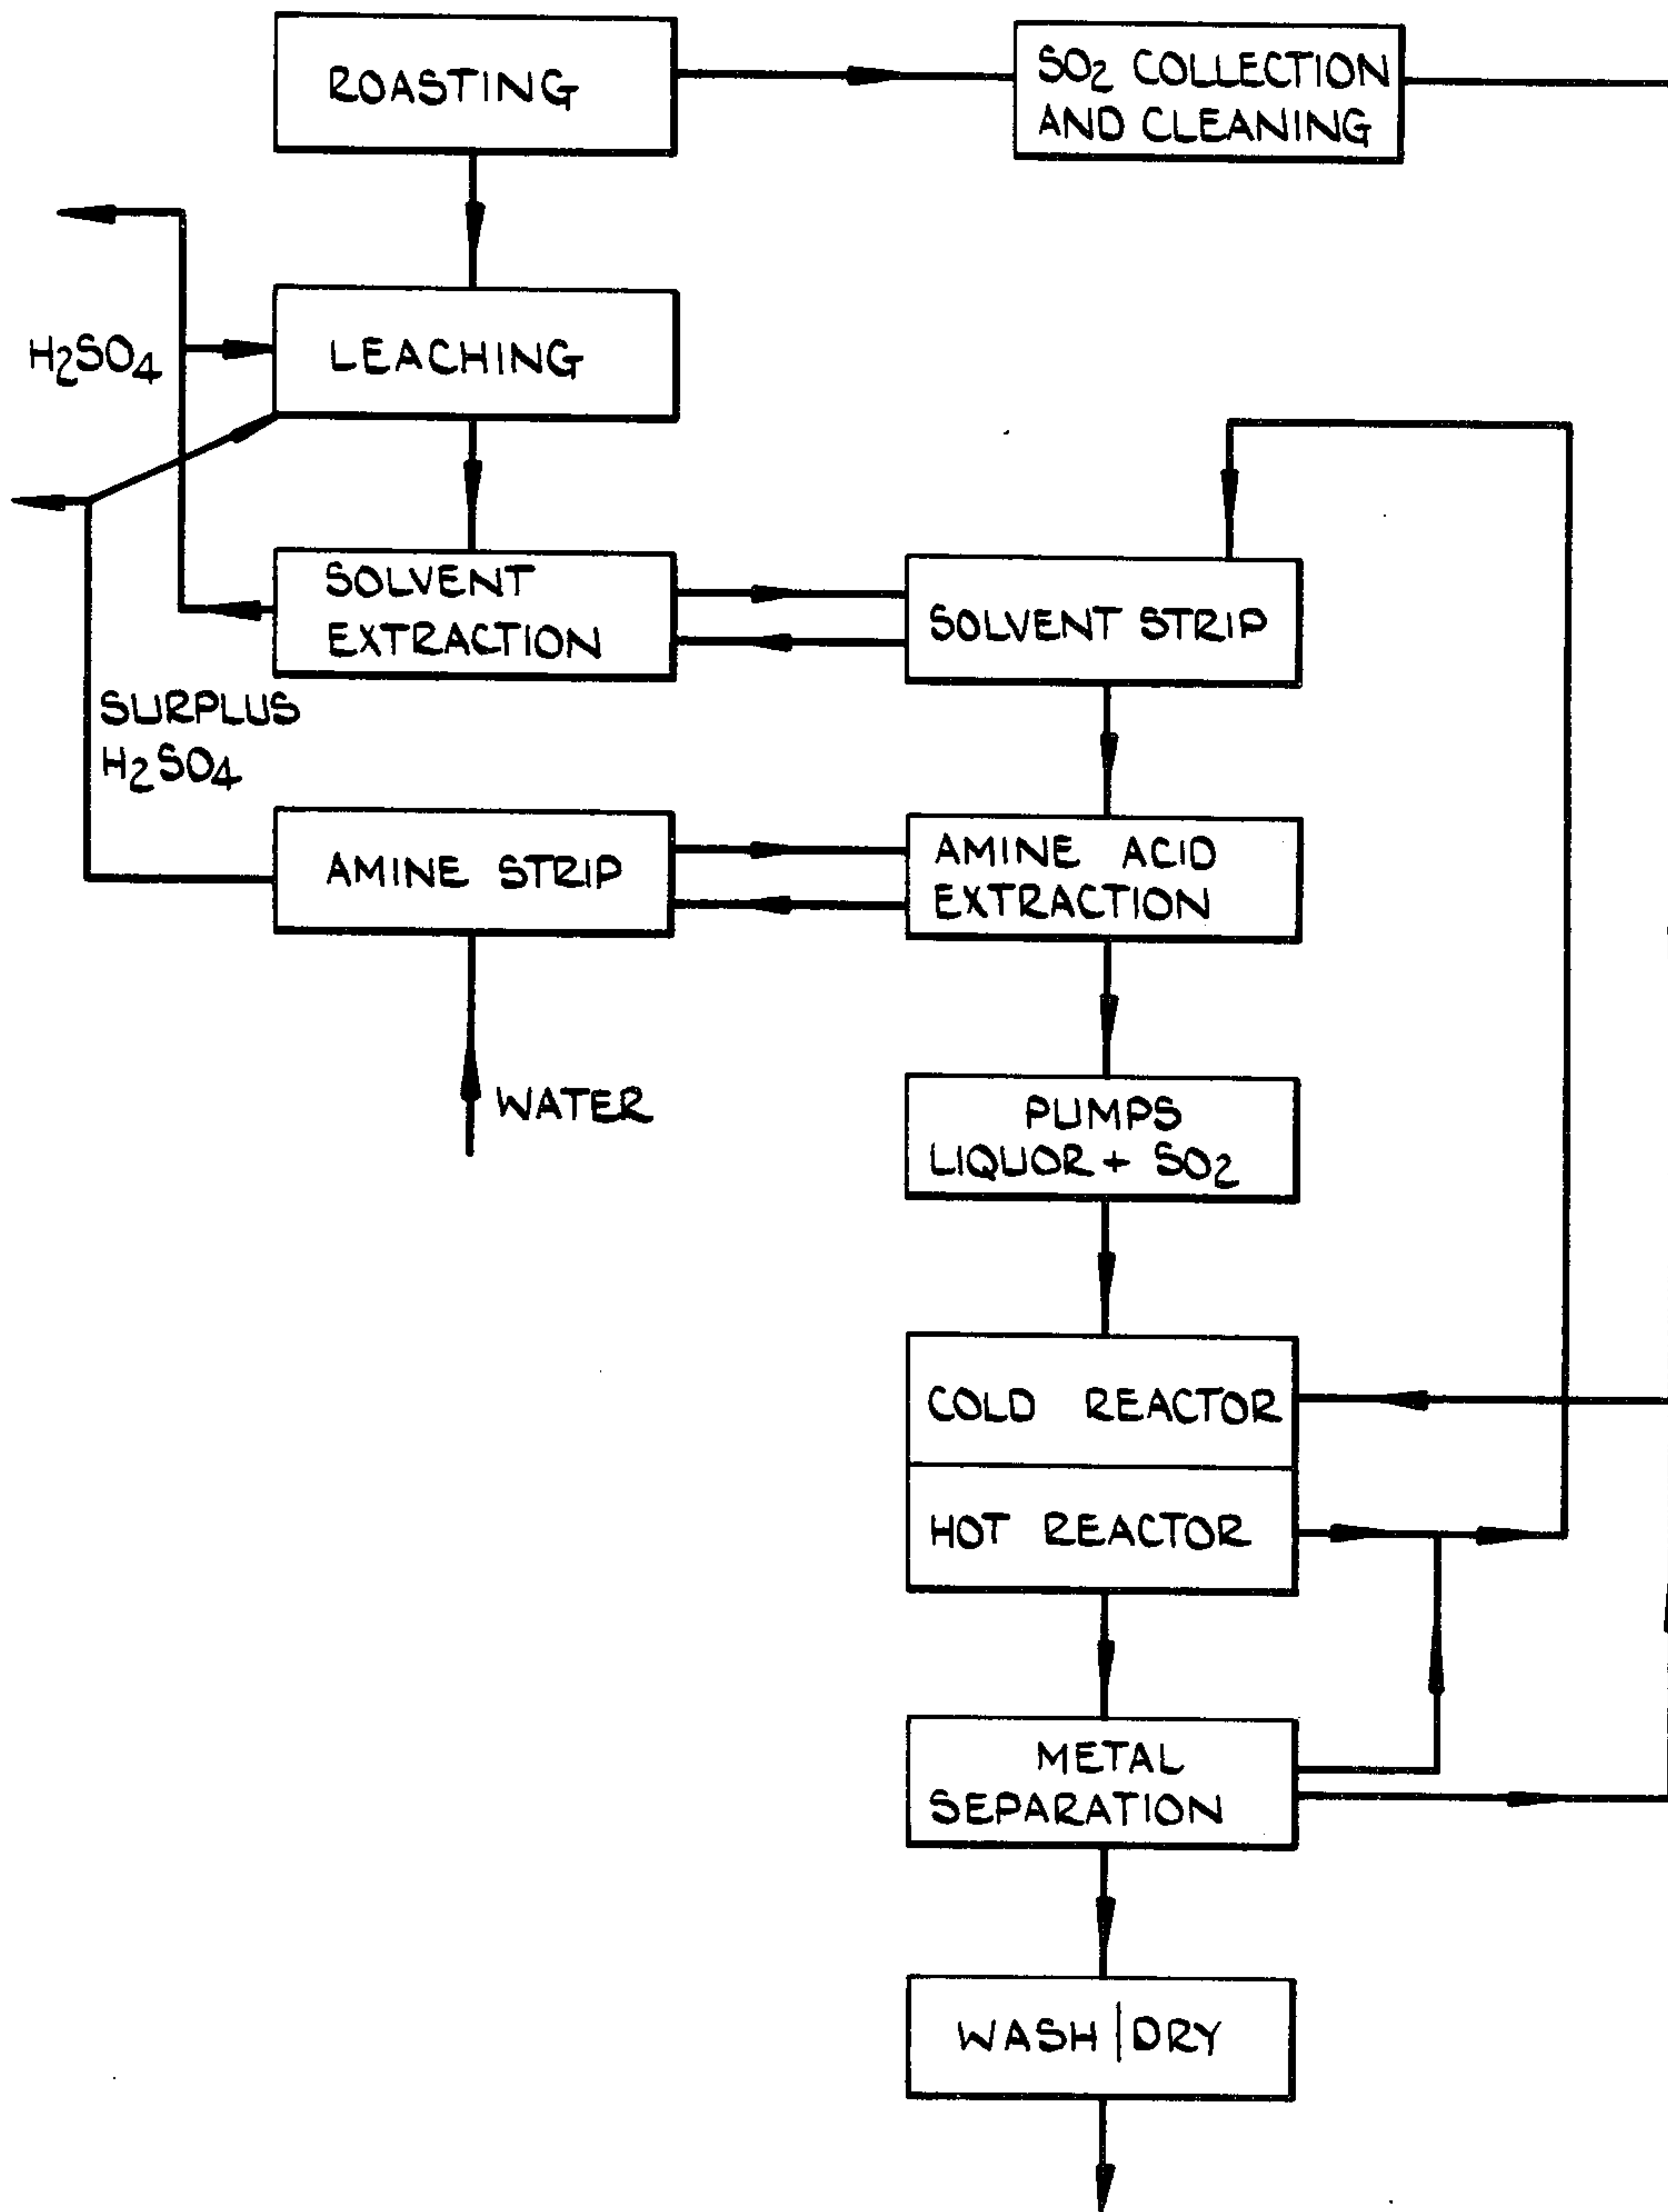 ROASTING
SO2 COLLECTION
AND CLEANING
H2SO4
LEACHING
SOLVENT
EXTRACTION
SOLVENT STRIP
SURPLUS
H2SO4
AMINE STRIP
AMINE ACID
EXTRACTION
WATER
PUMPS
LIQUOR + SO2
COLD REACTOR
HOT REACTOR
METAL
SEPARATION
WASH | DRY